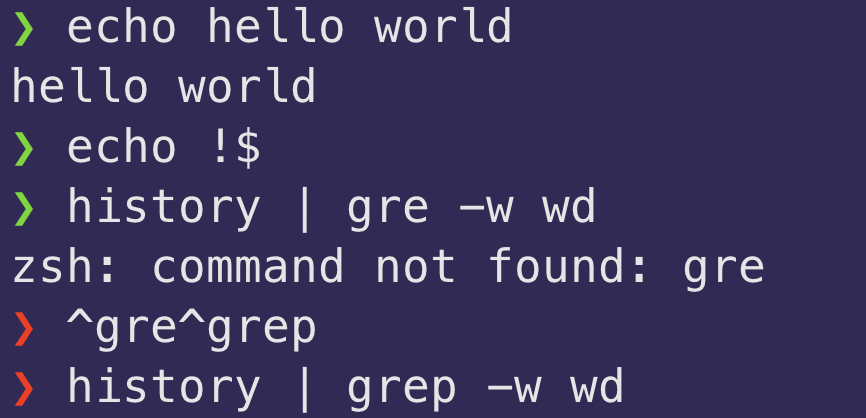 ❯ echo hello world
hello world
❯ echo !$
❯ history | gre -w wd
zsh: command not found: gre
❯ ^gre^grep
❯ history | grep -w wd